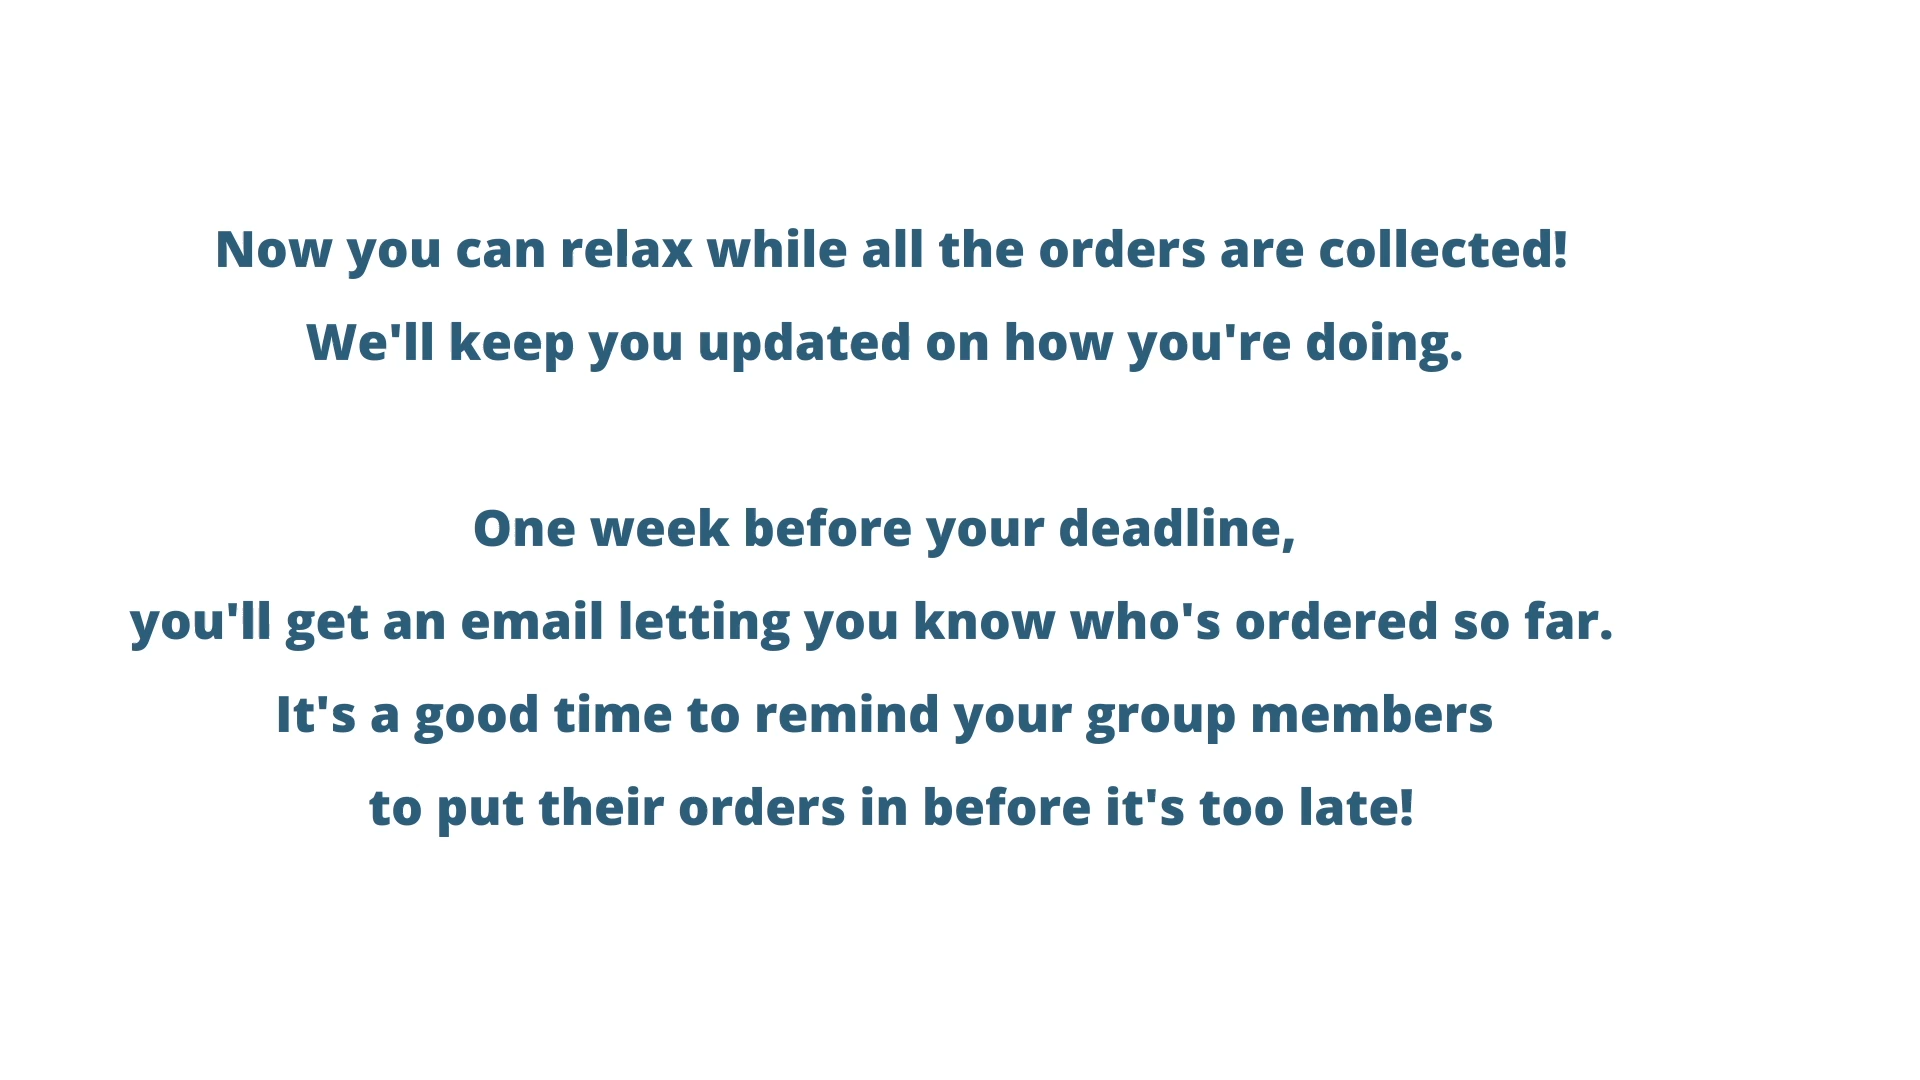 Now you can relax while all the orders are collected!
We'll keep you updated on how you're doing.
One week before your deadline,
you'll get an email letting you know who's ordered so far.
It's a good time to remind your group members
to put their orders in before it's too late!